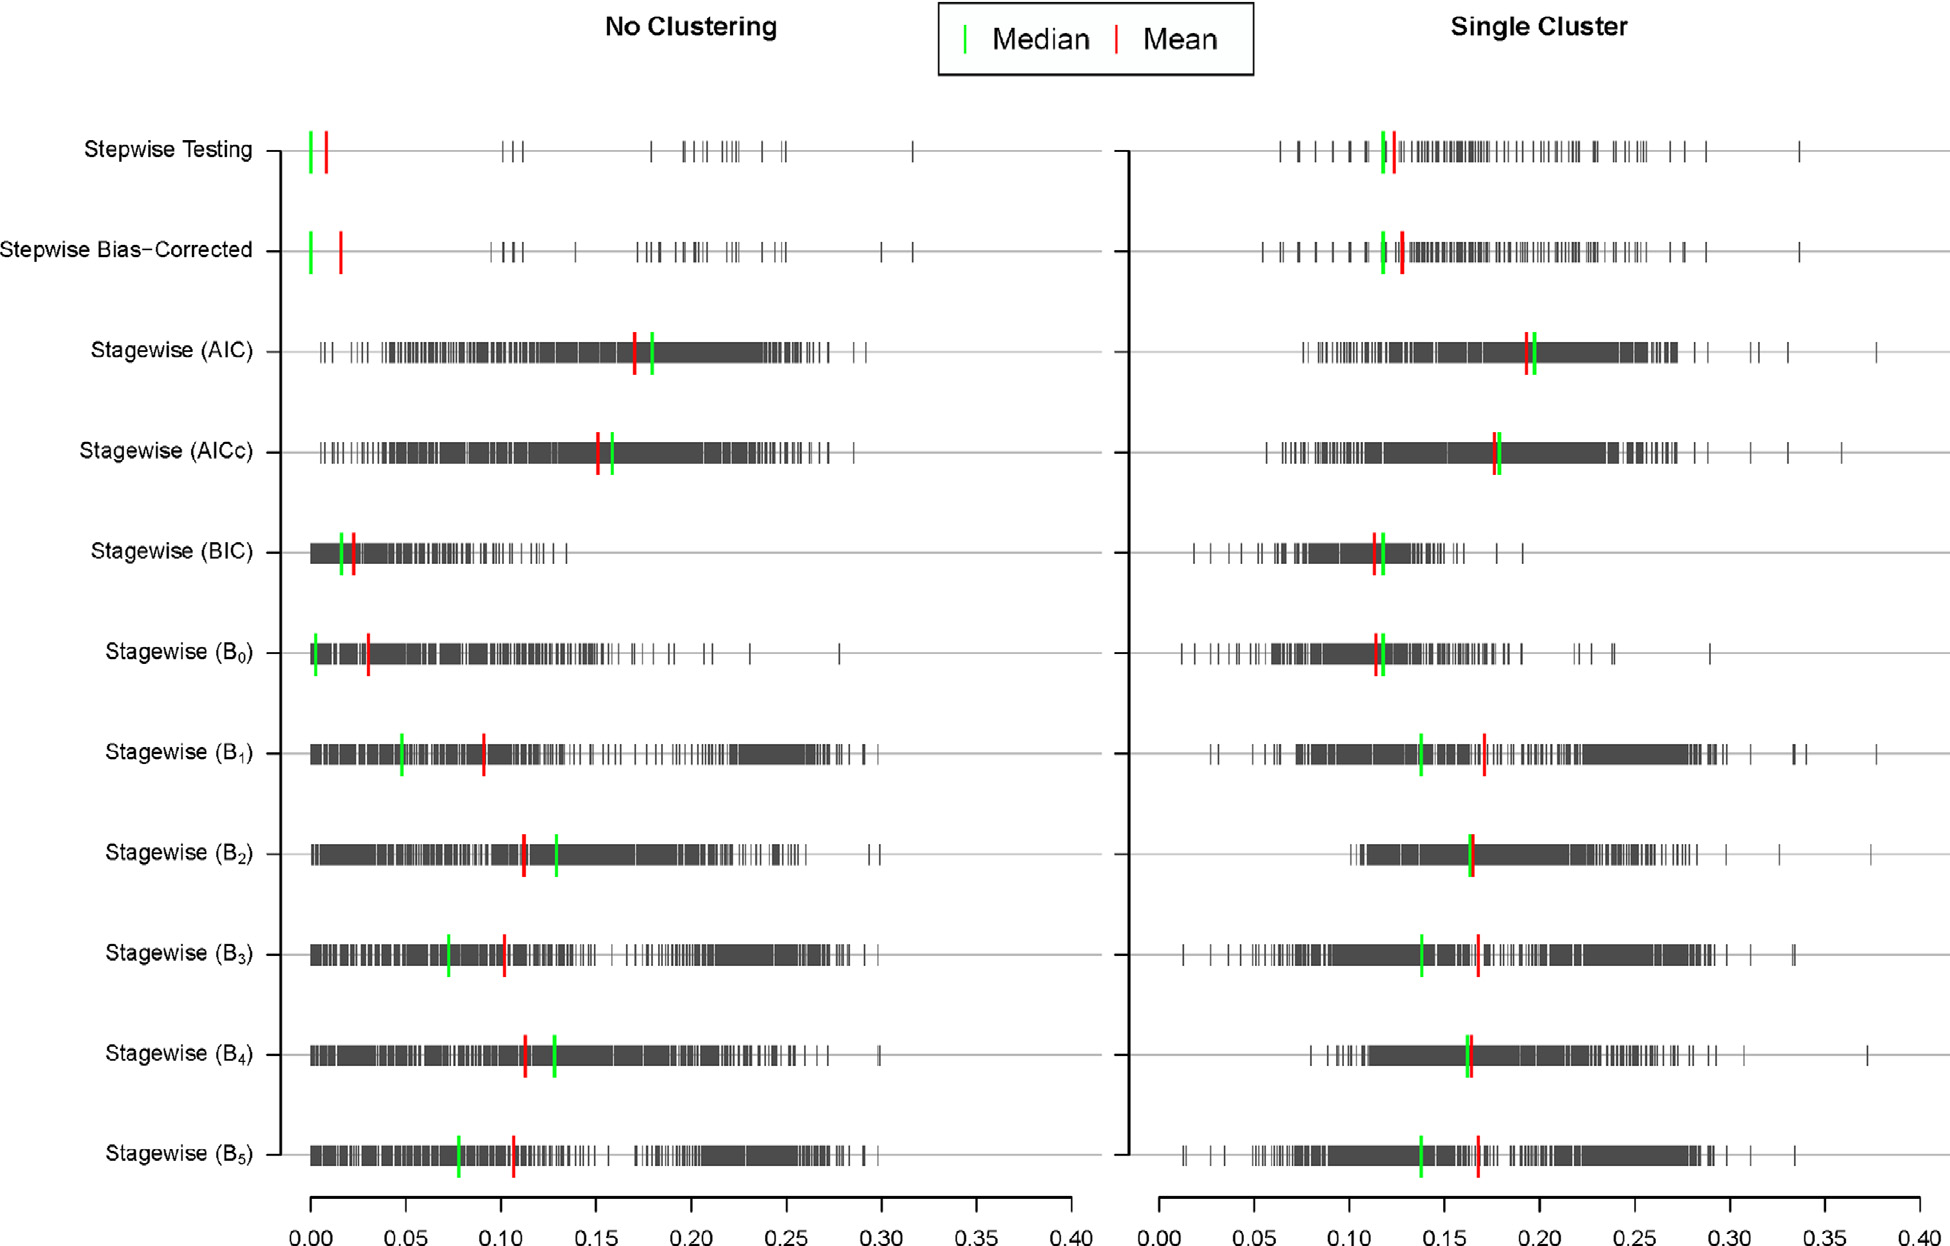 No Clustering
Median Mean
Single Cluster
Stepwise Testing
Stepwise Bias-Corrected
Stagewise (AIC)
Stagewise (AICc)
Stagewise (BIC)
Stagewise (B0)
Stagewise (B1)
Stagewise (B2)
Stagewise (B3)
Stagewise (B4)
Stagewise (B5)
0.00 0.05 0.10 0.15 0.20 0.25 0.30 0.35 0.40
0.00 0.05 0.10 0.15 0.20 0.25 0.30 0.35 0.40